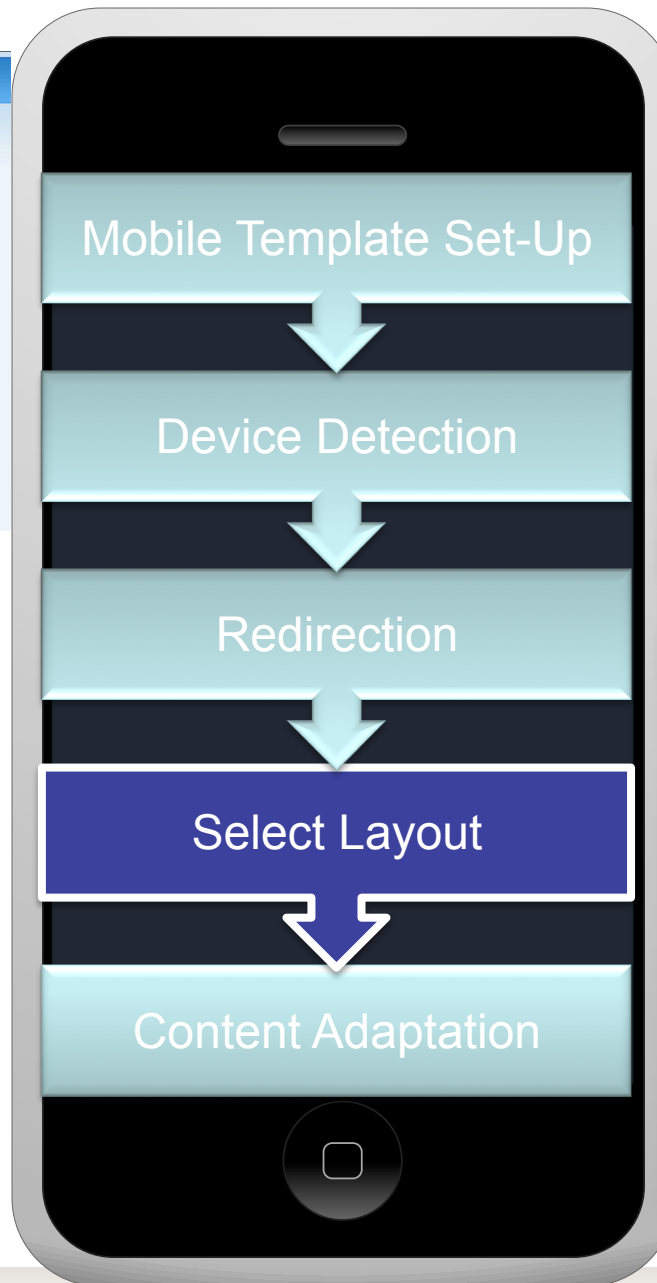 Mobile Template Set-Up
Device Detection
Redirection
Select Layout
Content Adaptation